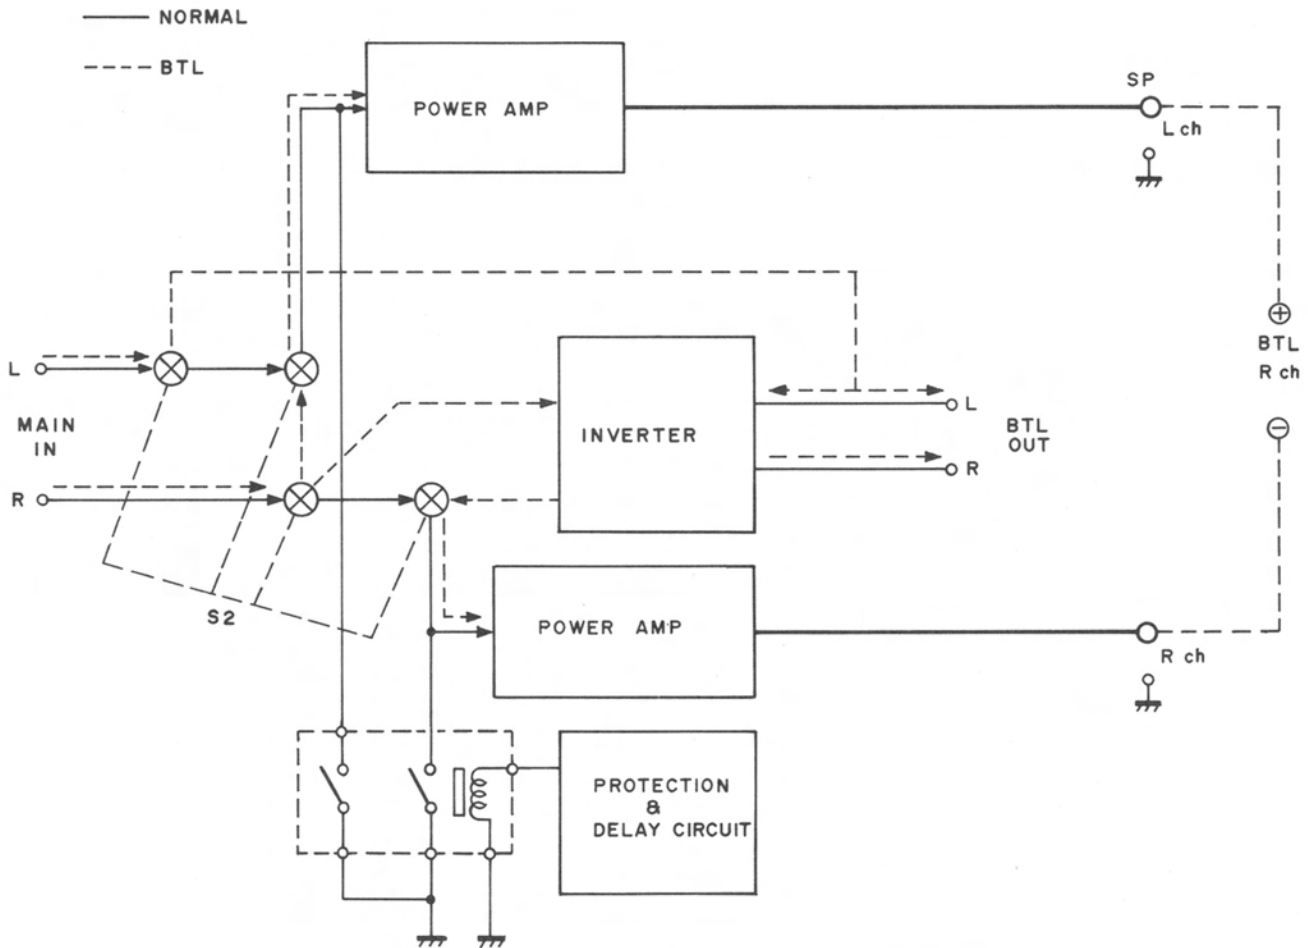 NORMAL
BTL
POWER AMP
SP
L ch
L
MAIN
IN
R
INVERTER
L
BTL
OUT
R
+
BTL
R ch
−
S2
POWER AMP
R ch
PROTECTION
&
DELAY CIRCUIT